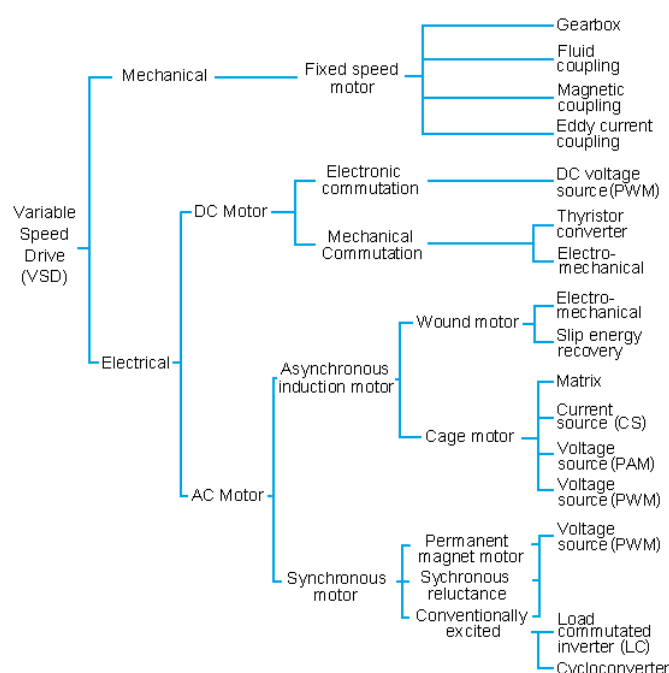 Gearbox
Fluid
coupling
Mechanical
Fixed speed
motor
Magnetic
coupling
Eddy current
coupling
Electronic
commutation
DC voltage
source (PWM)
Variable
Speed
Drive
(VSD)
DC Motor
Mechanical
Commutation
Thyristor
converter
Electro-
mechanical
Electrical
Wound motor
Electro-
mechanical
Slip energy
recovery
Asynchronous
induction motor
Cage motor
Matrix
Current
source (CS)
Voltage
source (PAM)
Voltage
source (PWM)
AC Motor
Synchronous
motor
Permanent
magnet motor
Sychronous
reluctance
Conventionally
excited
Voltage
source (PWM)
Load
commutated
inverter (LC)
Cycloconverter